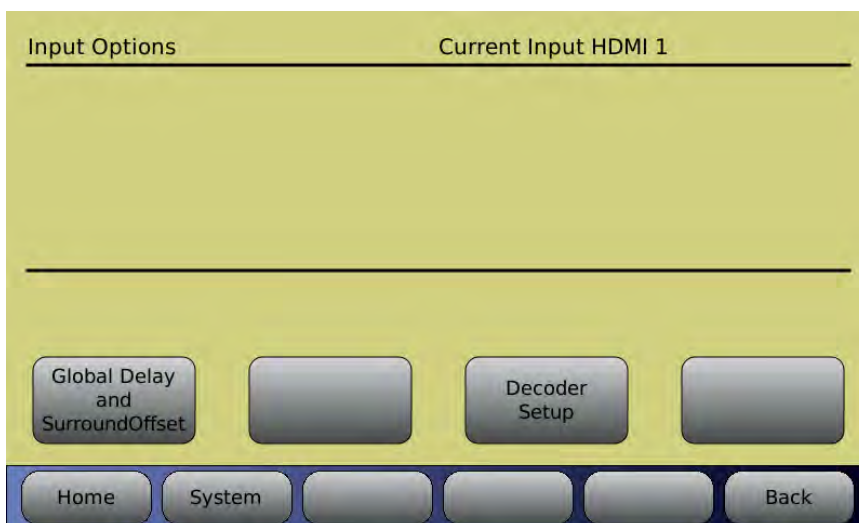 Input Options
Current Input HDMI 1
Global Delay
and
SurroundOffset
Decoder
Setup
Home
System
Back